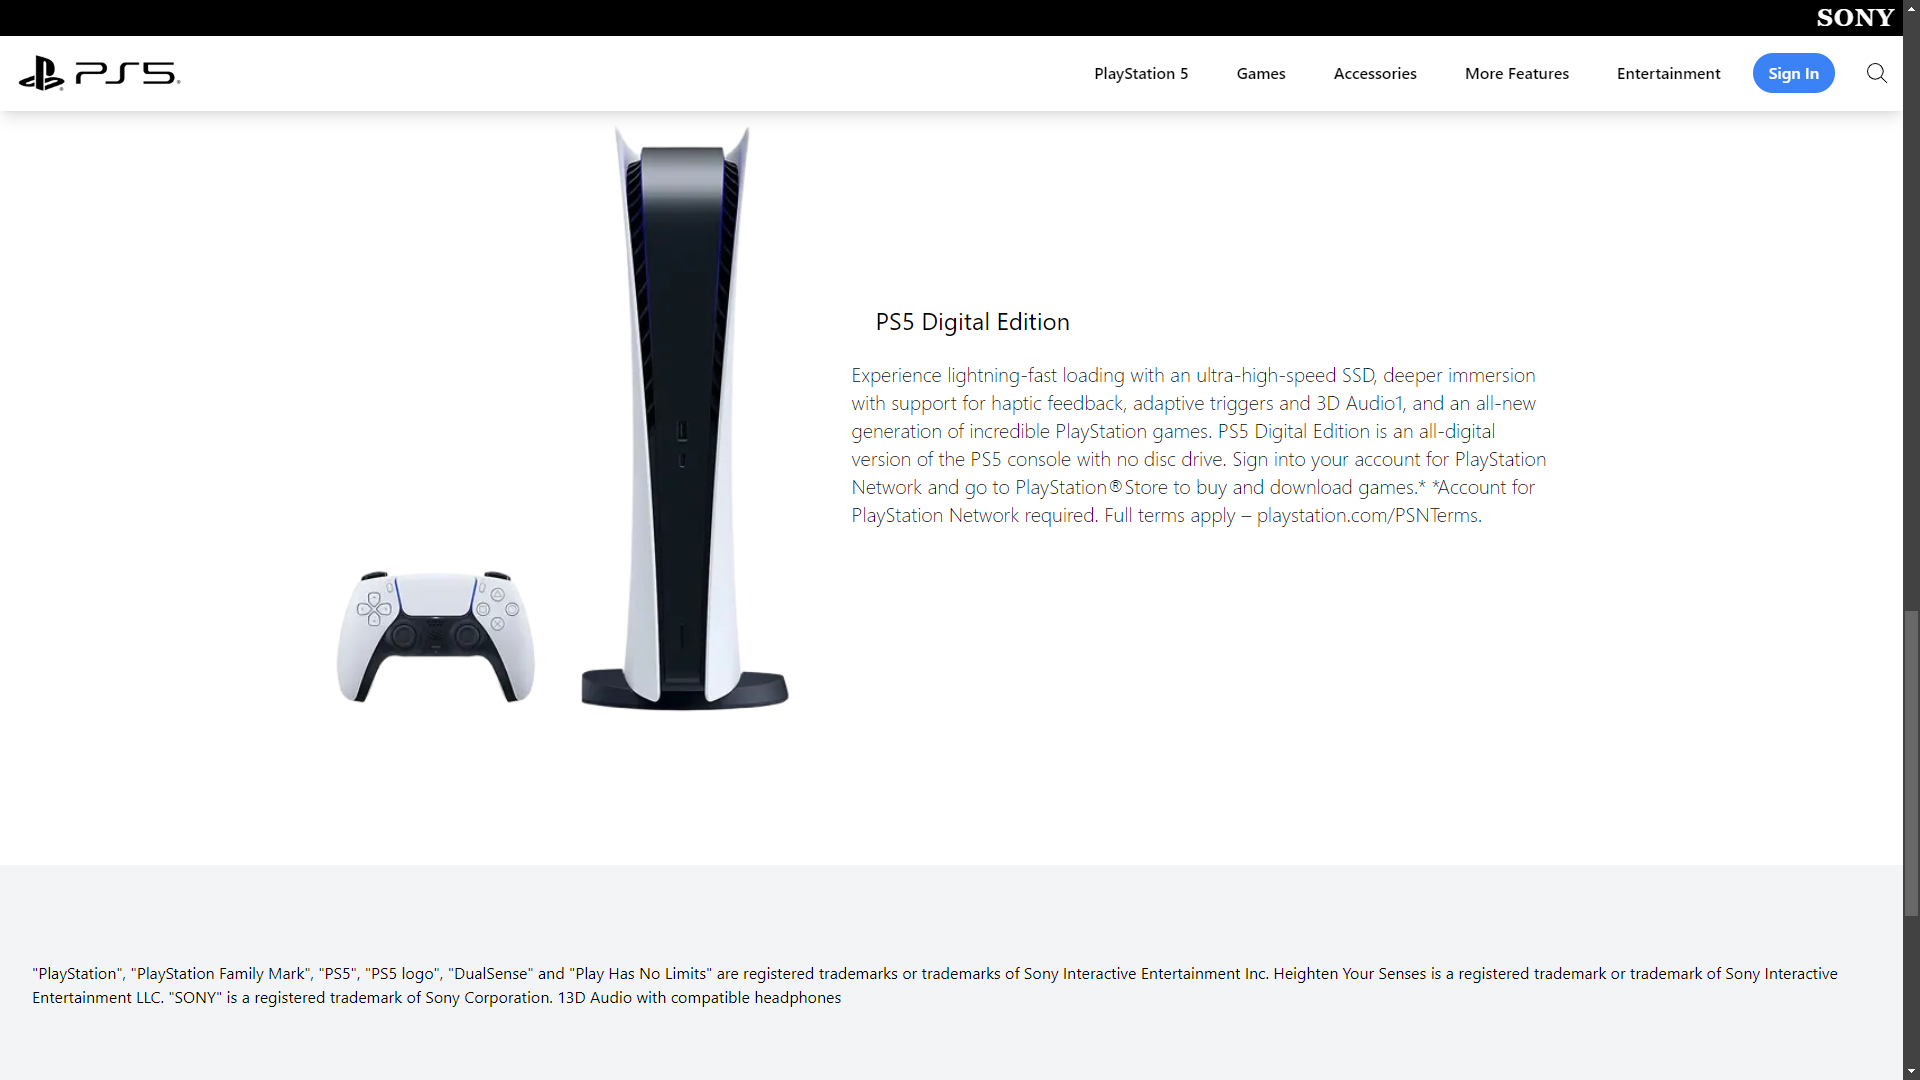 SONY
PS5
PlayStation 5
Games
Accessories
More Features
Entertainment
Sign In
PS5 Digital Edition
Experience lightning-fast loading with an ultra-high-speed SSD, deeper immersion
with support for haptic feedback, adaptive triggers and 3D Audio1, and an all-new
generation of incredible PlayStation games. PS5 Digital Edition is an all-digital
version of the PS5 console with no disc drive. Sign into your account for PlayStation
Network and go to PlayStation®Store to buy and download games.* *Account for
PlayStation Network required. Full terms apply – playstation.com/PSNTerms.
"PlayStation", "PlayStation Family Mark", "PS5", "PS5 logo", "DualSense" and "Play Has No Limits" are registered trademarks or trademarks of Sony Interactive Entertainment Inc. Heighten Your Senses is a registered trademark or trademark of Sony Interactive
Entertainment LLC. "SONY" is a registered trademark of Sony Corporation. 13D Audio with compatible headphones